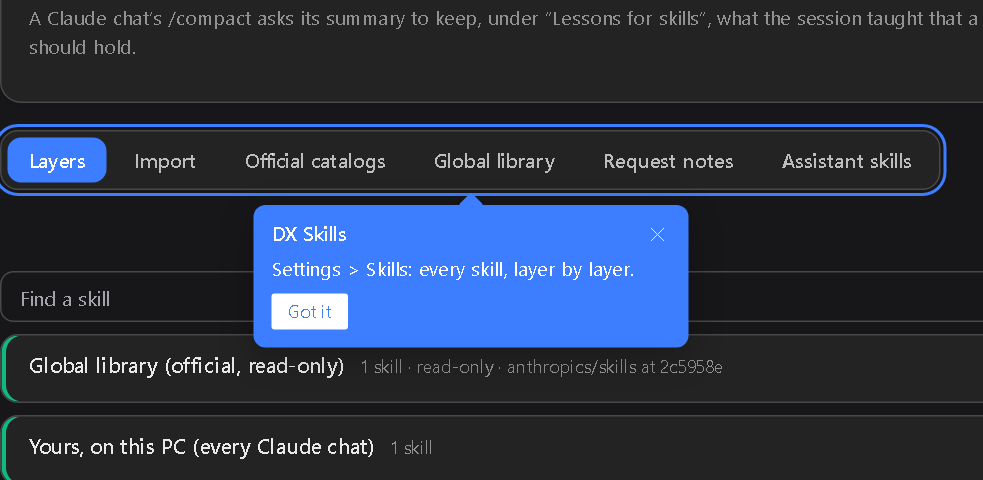 A Claude chat's /compact asks its summary to keep, under "Lessons for skills", what the session taught that a
should hold.
Layers
Import
Official catalogs
Global library
Request notes
Assistant skills
DX Skills
Settings > Skills: every skill, layer by layer.
Got it
Find a skill
Global library (official, read-only) 1 skill · read-only · anthropics/skills at 2c5958e
Yours, on this PC (every Claude chat) 1 skill